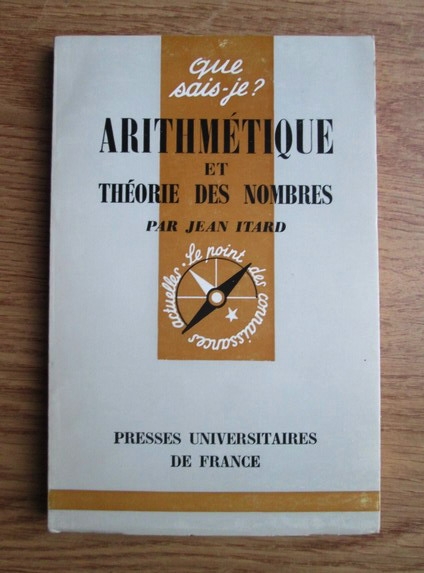 que
sais-je?
ARITHMÉTIQUE
ET
THÉORIE DES NOMBRES
PAR JEAN ITARD
Le point des connaissances actuelles.
PRESSES UNIVERSITAIRES
DE FRANCE